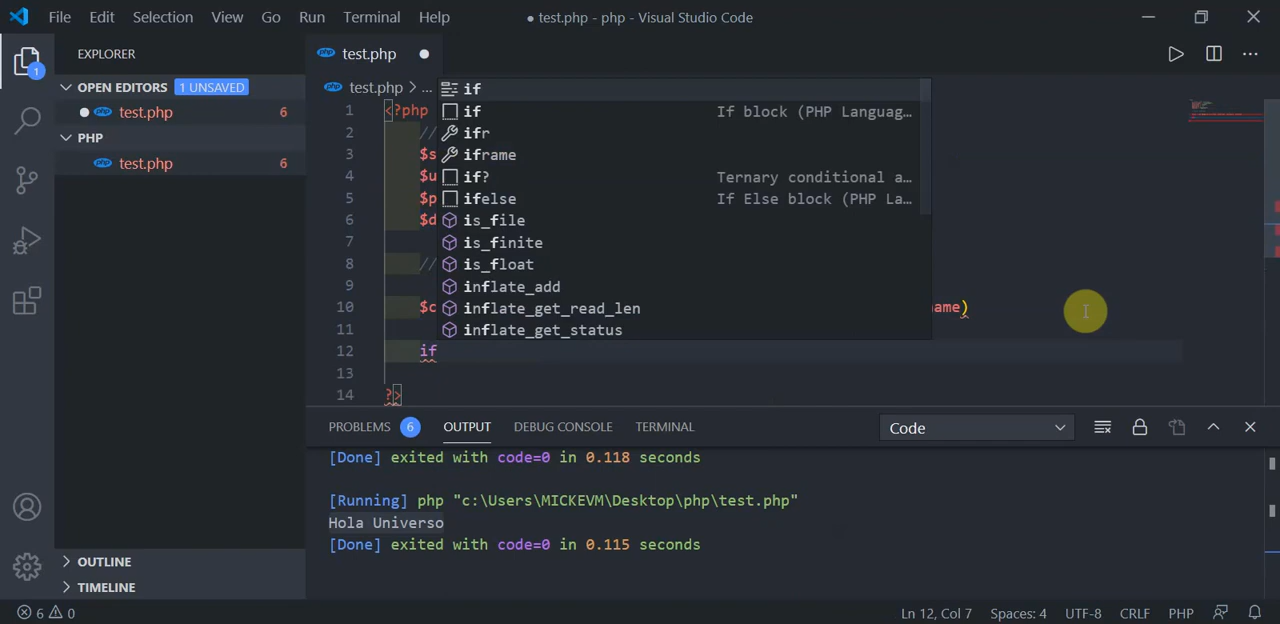 File Edit Selection View Go Run Terminal Help ● test.php - php - Visual Studio Code
EXPLORER
test.php
OPEN EDITORS 1 UNSAVED
test.php 6
PHP
test.php 6
1
test.php > ...
1 <?php
2 //
3 $s
4 $u
5 $p
6 $d
7
8 //
9
10 $c ame)
11
12 if
13
14 ?>
if
if If block (PHP Languag…
ifr
iframe
if? Ternary conditional a…
ifelse If Else block (PHP La…
is_file
is_finite
is_float
inflate_add
inflate_get_read_len
inflate_get_status
PROBLEMS 6 OUTPUT DEBUG CONSOLE TERMINAL Code
[Done] exited with code=0 in 0.118 seconds
[Running] php "c:\Users\MICKEVM\Desktop\php\test.php"
Hola Universo
[Done] exited with code=0 in 0.115 seconds
OUTLINE
TIMELINE
6 0 Ln 12, Col 7 Spaces: 4 UTF-8 CRLF PHP